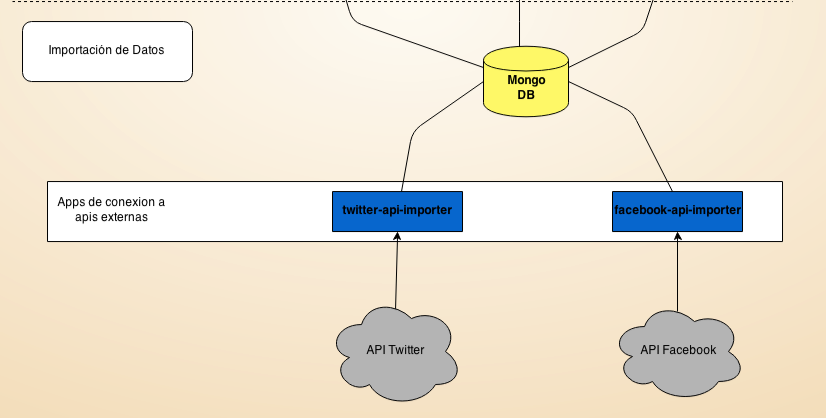 Importación de Datos
Mongo
DB
Apps de conexion a
apis externas
twitter-api-importer
facebook-api-importer
API Twitter
API Facebook